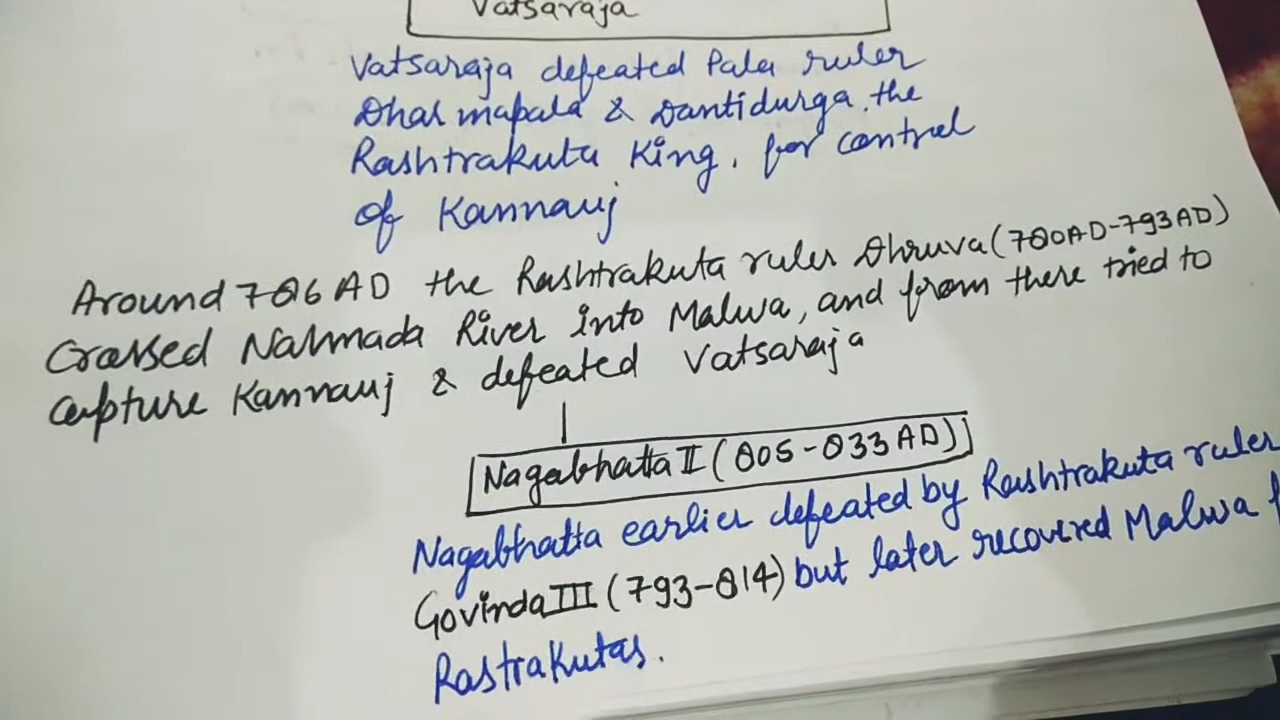 Vatsaraja
Vatsaraja defeated Pala ruler
Dharmapala & Dantidurga, the
Rashtrakuta King, for control
of Kannauj
Around 786 AD the Rashtrakuta ruler Dhruva (780AD-793AD)
Crossed Narmada River into Malwa, and from there tried to
capture Kannauj & defeated Vatsaraja
Nagabhatta II (805-833 AD)
Nagabhatta earlier defeated by Rashtrakuta ruler
Govinda III (793-814) but later recovered Malwa
Rastrakutas.